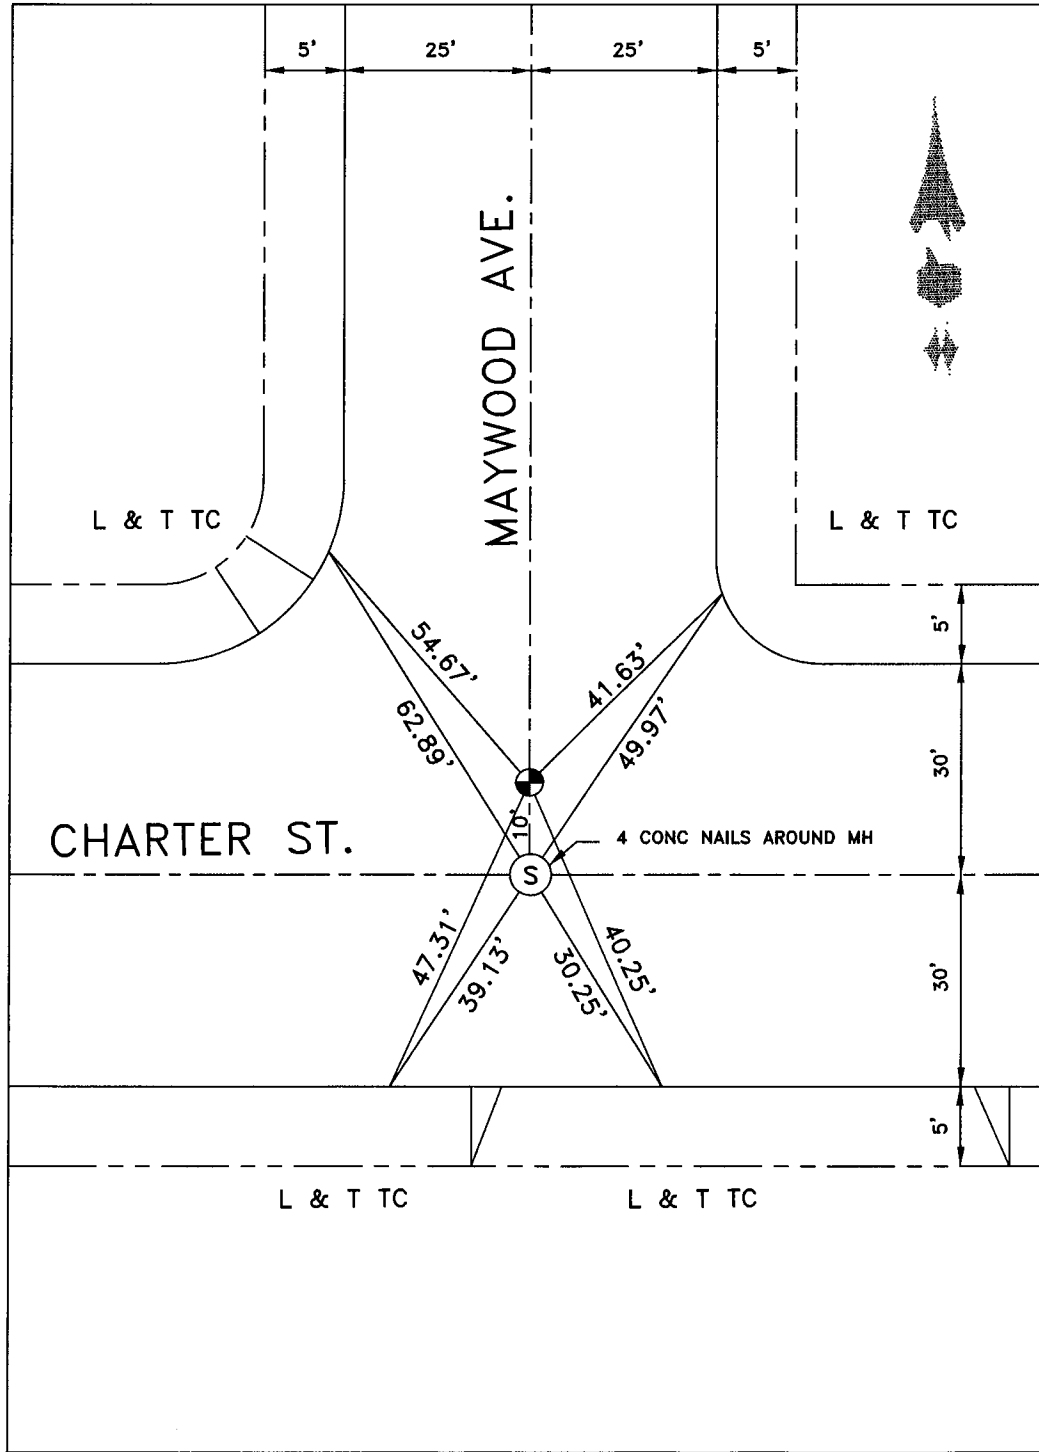 5' 25' 25' 5'
MAYWOOD AVE.
L & T TC
L & T TC
5'
54.67'
41.63'
62.89'
49.97'
30'
10'
CHARTER ST.
4 CONC NAILS AROUND MH
S
47.31'
39.13'
30.25'
40.25'
30'
5'
L & T TC
L & T TC